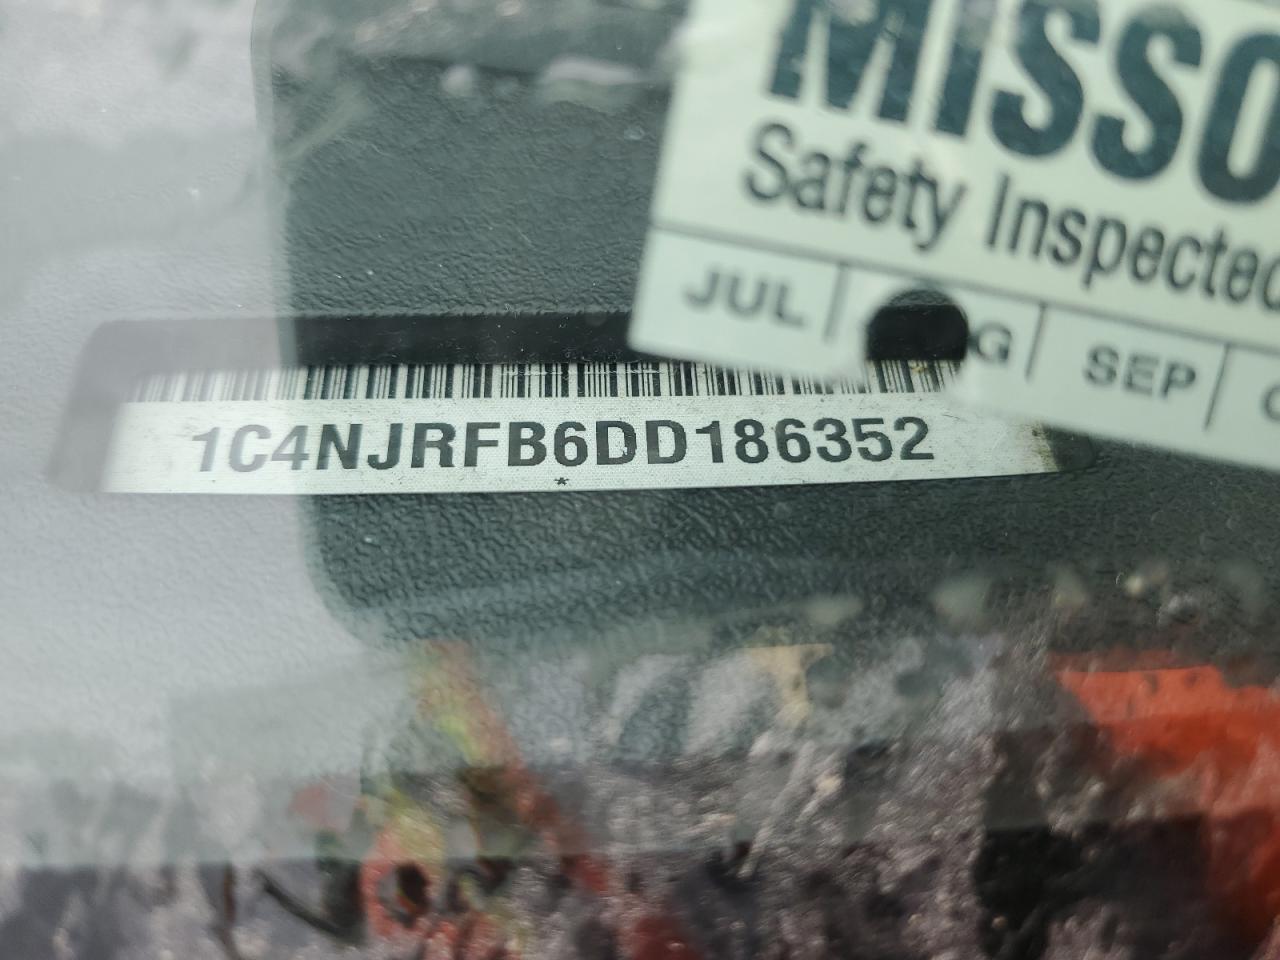 MISSO
Safety Inspected
JUL G SEP
1C4NJRFB6DD186352
*